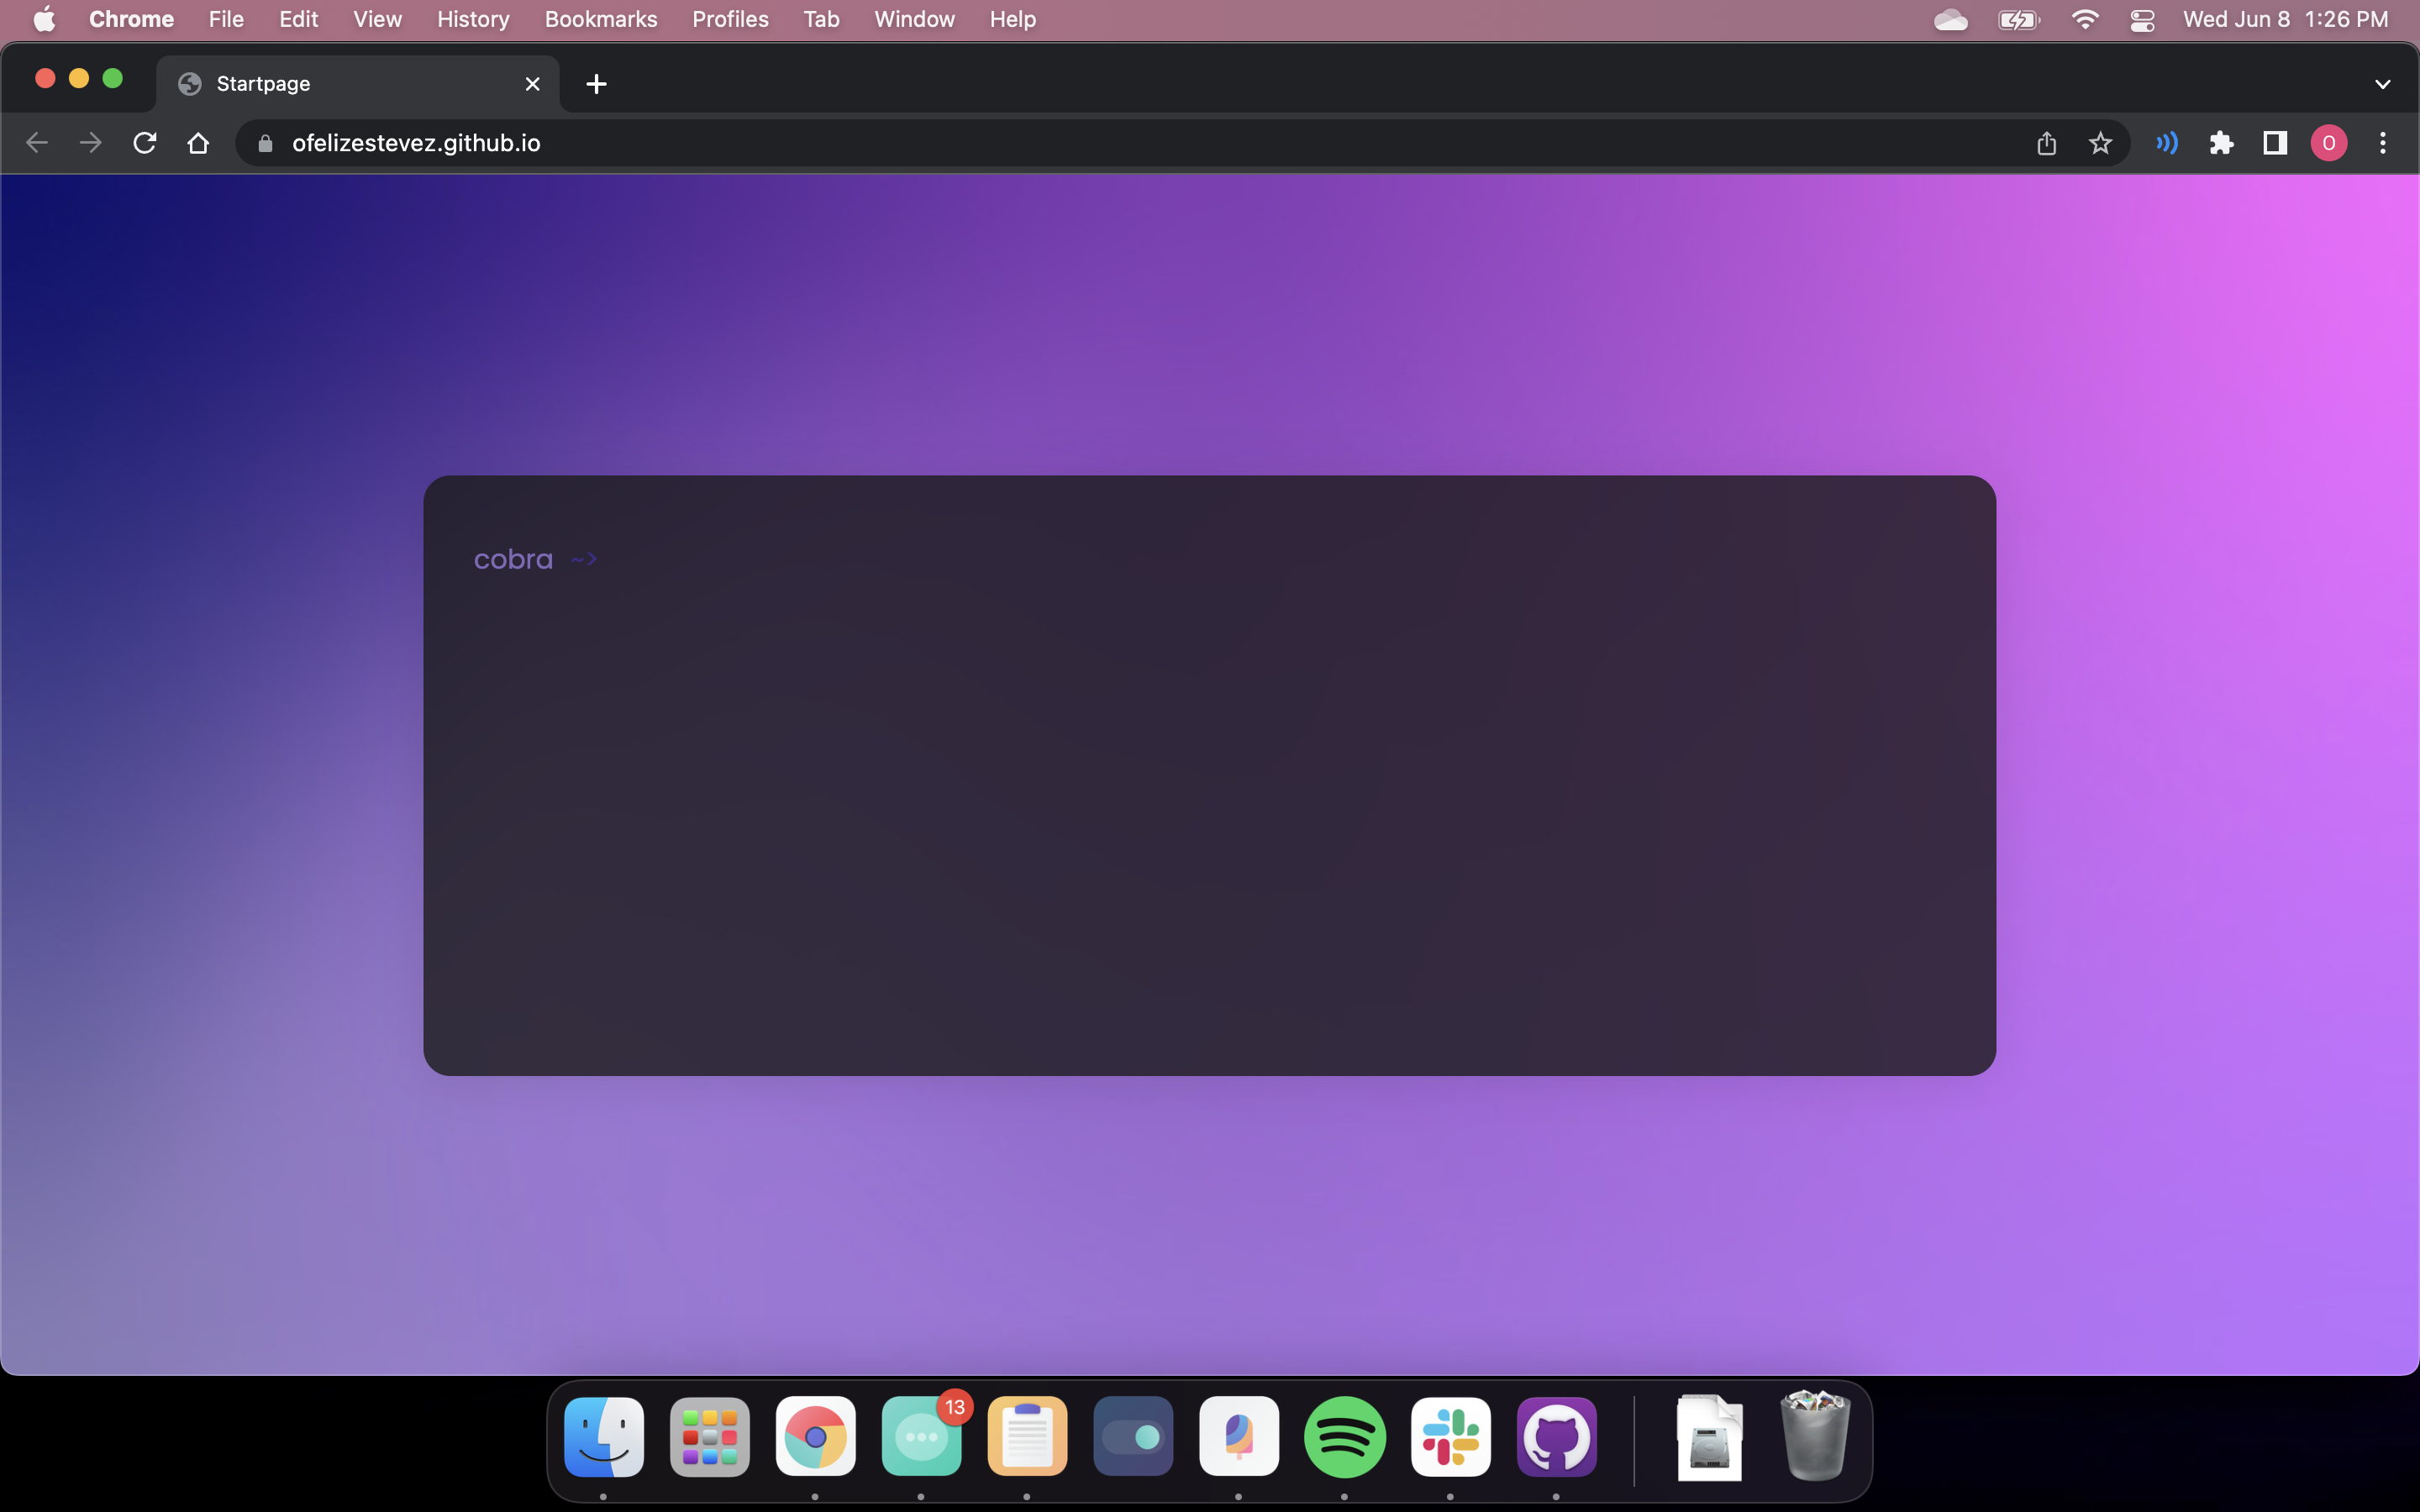 Chrome File Edit View History Bookmarks Profiles Tab Window Help Wed Jun 8 1:26 PM
Startpage
ofelizestevez.github.io O
cobra ~>
13